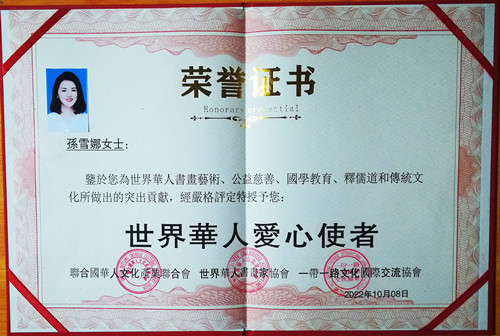 荣誉证书
Honorary credential
孫雪娜女士：
鑒於您為世界華人書畫藝術、公益慈善、國學教育、釋儒道和傳統文
化所做出的突出貢獻，經嚴格評定特授予您：
世界華人愛心使者
聯合國華人文化產業聯合會 世界華人書畫家協會 一帶一路文化國際交流協會
2022年10月08日